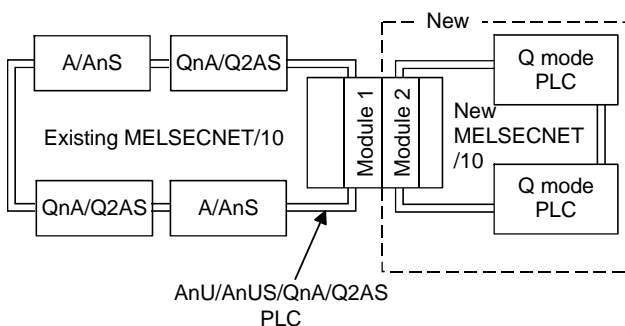 New
A/AnS
QnA/Q2AS
Q mode
PLC
Existing MELSECNET/10
Module 1
Module 2
New
MELSECNET
/10
QnA/Q2AS
A/AnS
Q mode
PLC
AnU/AnUS/QnA/Q2AS
PLC